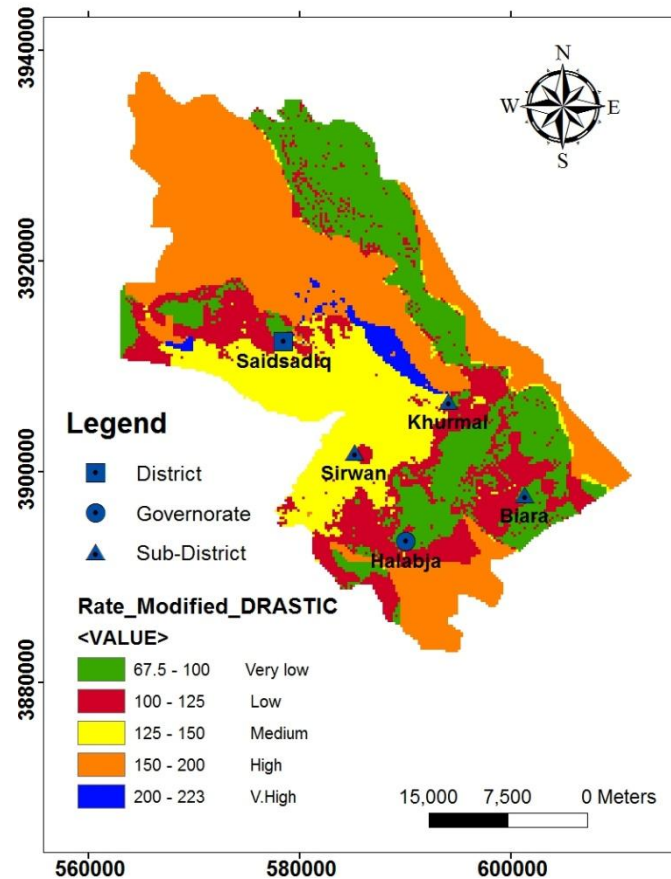 3940000
N
W E
S
3920000
Saidsadiq
Khurmal
Legend
3900000
Sirwan
District
Biara
Governorate
Halabja
Sub-District
Rate_Modified_DRASTIC
<VALUE>
67.5 - 100 Very low
3880000
100 - 125 Low
125 - 150 Medium
150 - 200 High
15,000 7,500 0 Meters
200 - 223 V.High
560000 580000 600000